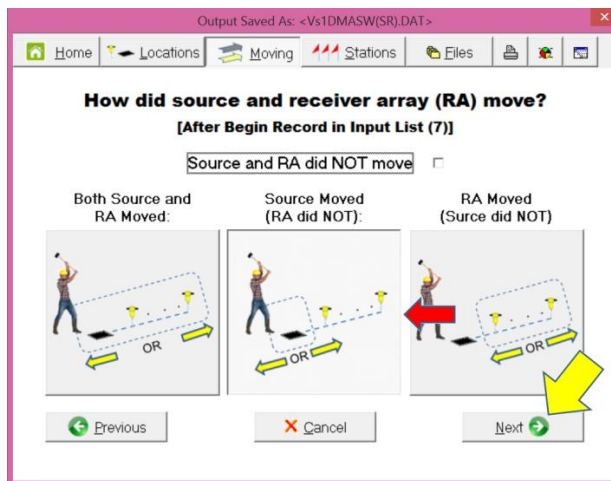 Output Saved As: <Vs1DMASW(SR).DAT>
Home Locations Moving Stations Files
How did source and receiver array (RA) move?
[After Begin Record in Input List (7)]
Source and RA did NOT move
Both Source and
RA Moved:
Source Moved
(RA did NOT):
RA Moved
(Surce did NOT)
OR
OR
OR
Previous
Cancel
Next